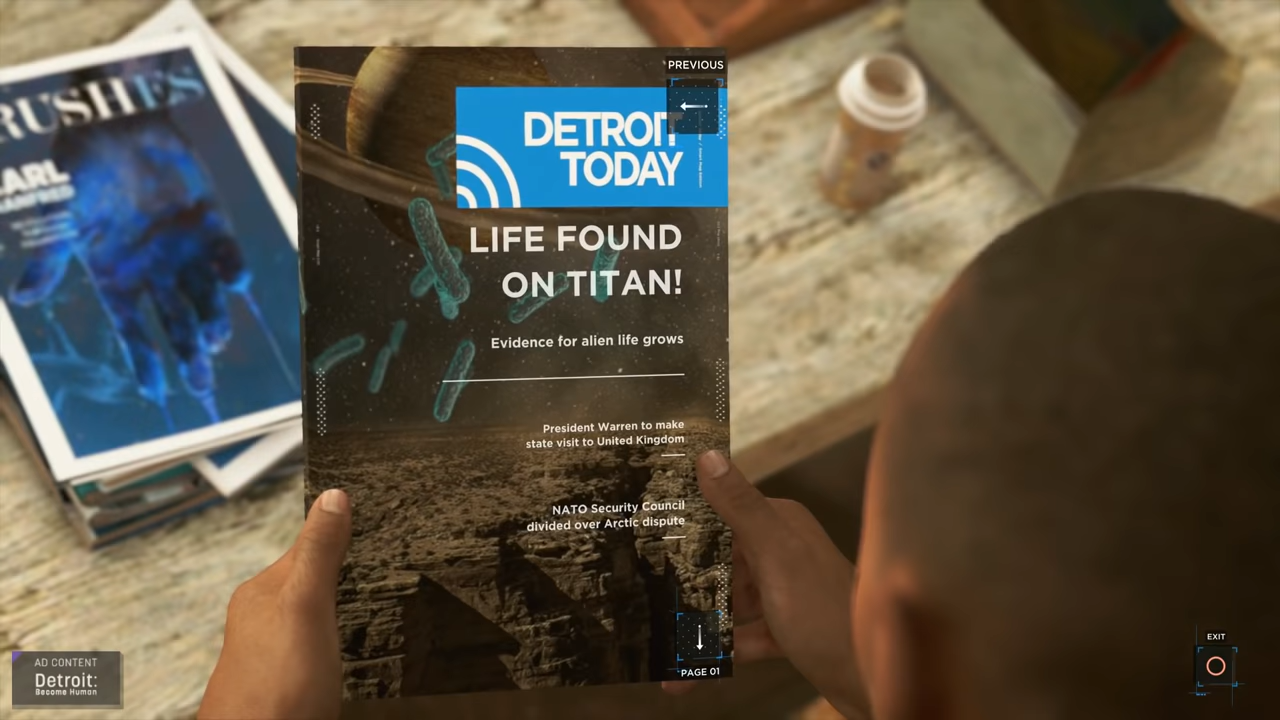 RUSHES
PREVIOUS
DETROIT
TODAY
LIFE FOUND
ON TITAN!
Evidence for alien life grows
President Warren to make
state visit to United Kingdom
NATO Security Council
divided over Arctic dispute
PAGE 01
EXIT
AD CONTENT
Detroit:
Become Human